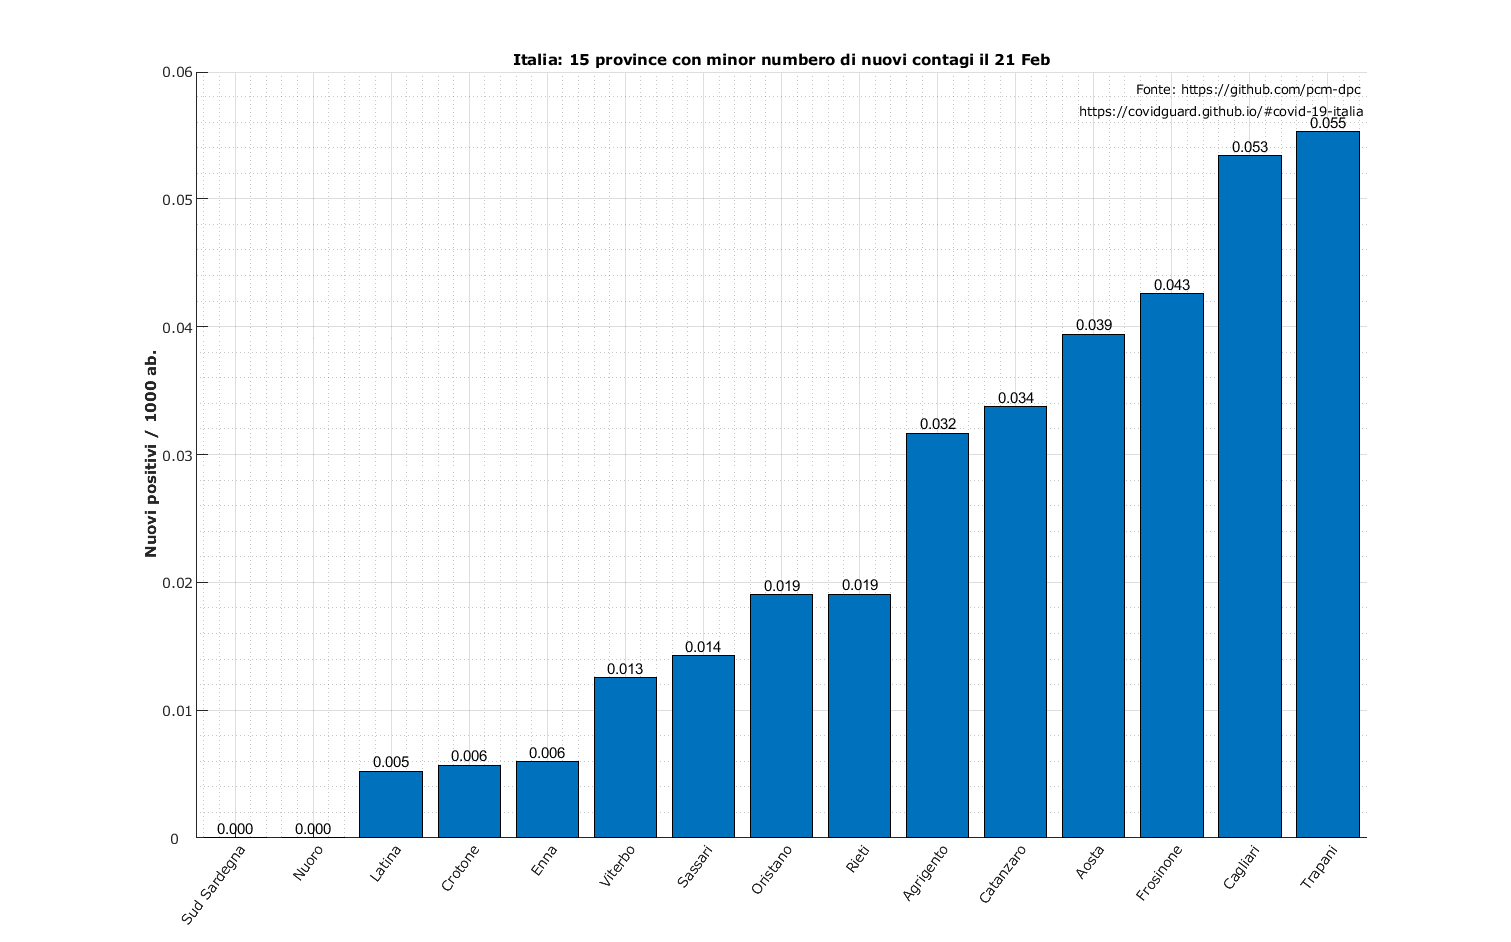 Italia: 15 province con minor numbero di nuovi contagi il 21 Feb
Fonte: https://github.com/pcm-dpc
https://covidguard.github.io/#covid-19-italia
Nuovi positivi / 1000 ab.
0.06
0.05
0.04
0.03
0.02
0.01
0
0.000
0.000
0.005
0.006
0.006
0.013
0.014
0.019
0.019
0.032
0.034
0.039
0.043
0.053
0.055
Sud Sardegna
Nuoro
Latina
Crotone
Enna
Viterbo
Sassari
Oristano
Rieti
Agrigento
Catanzaro
Aosta
Frosinone
Cagliari
Trapani